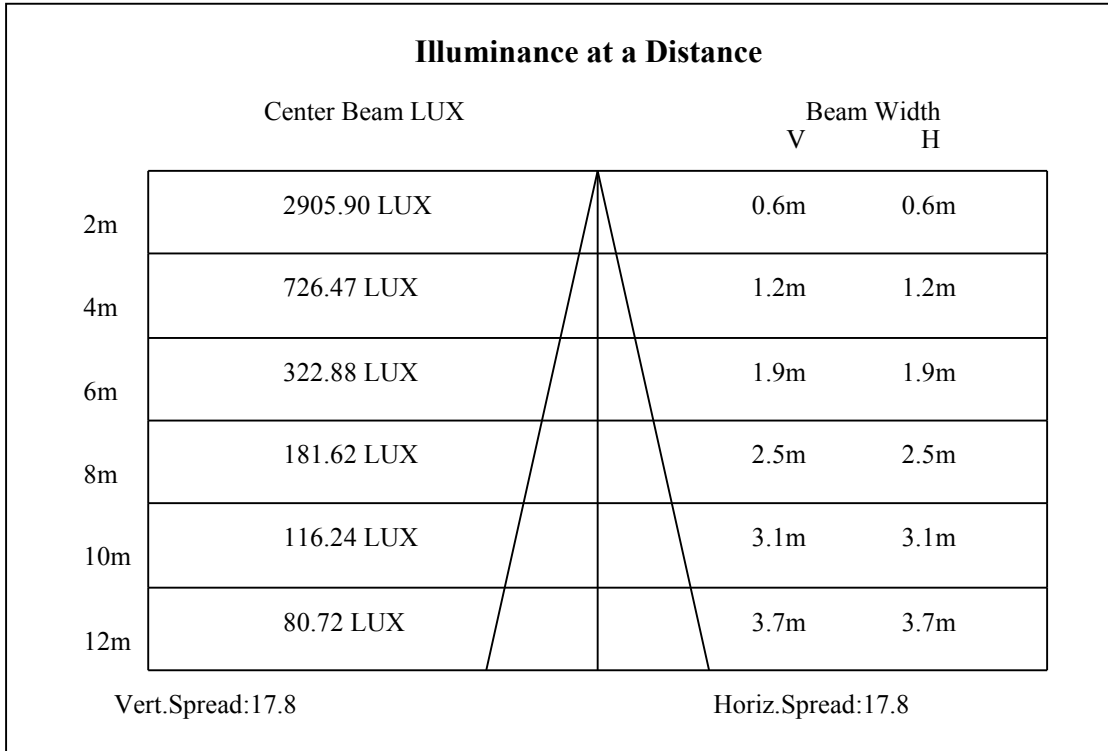 Illuminance at a Distance
Center Beam LUX Beam Width
V H
2m 2905.90 LUX 0.6m 0.6m
4m 726.47 LUX 1.2m 1.2m
6m 322.88 LUX 1.9m 1.9m
8m 181.62 LUX 2.5m 2.5m
10m 116.24 LUX 3.1m 3.1m
12m 80.72 LUX 3.7m 3.7m
Vert.Spread:17.8 Horiz.Spread:17.8